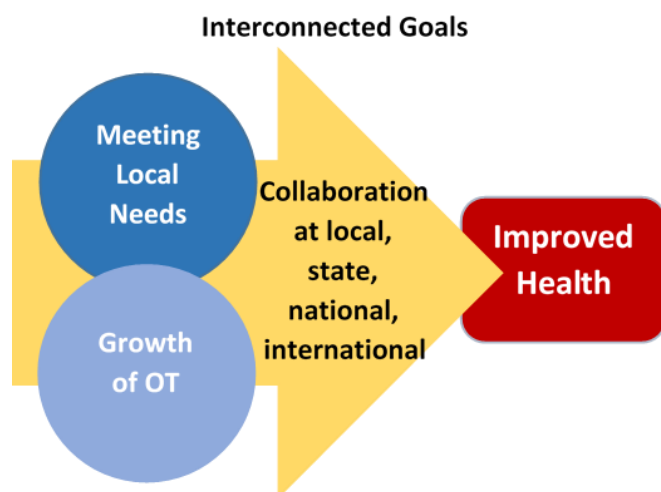 Interconnected Goals
Meeting
Local
Needs
Growth
of OT
Collaboration
at local,
state,
national,
international
Improved
Health